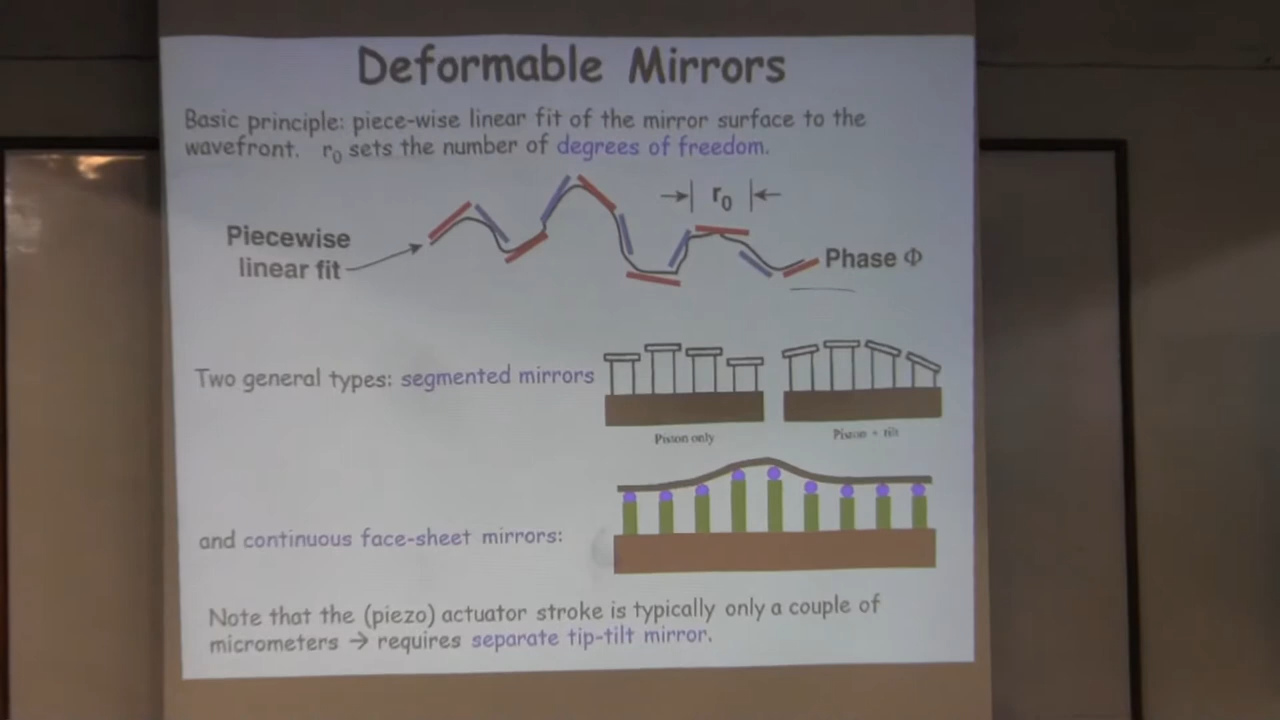 Deformable Mirrors
Basic principle: piece-wise linear fit of the mirror surface to the
wavefront. r₀ sets the number of degrees of freedom.
r₀
Piecewise
linear fit
Phase Φ
Two general types: segmented mirrors
Piston only
Piston + tilt
and continuous face-sheet mirrors:
Note that the (piezo) actuator stroke is typically only a couple of
micrometers → requires separate tip-tilt mirror.